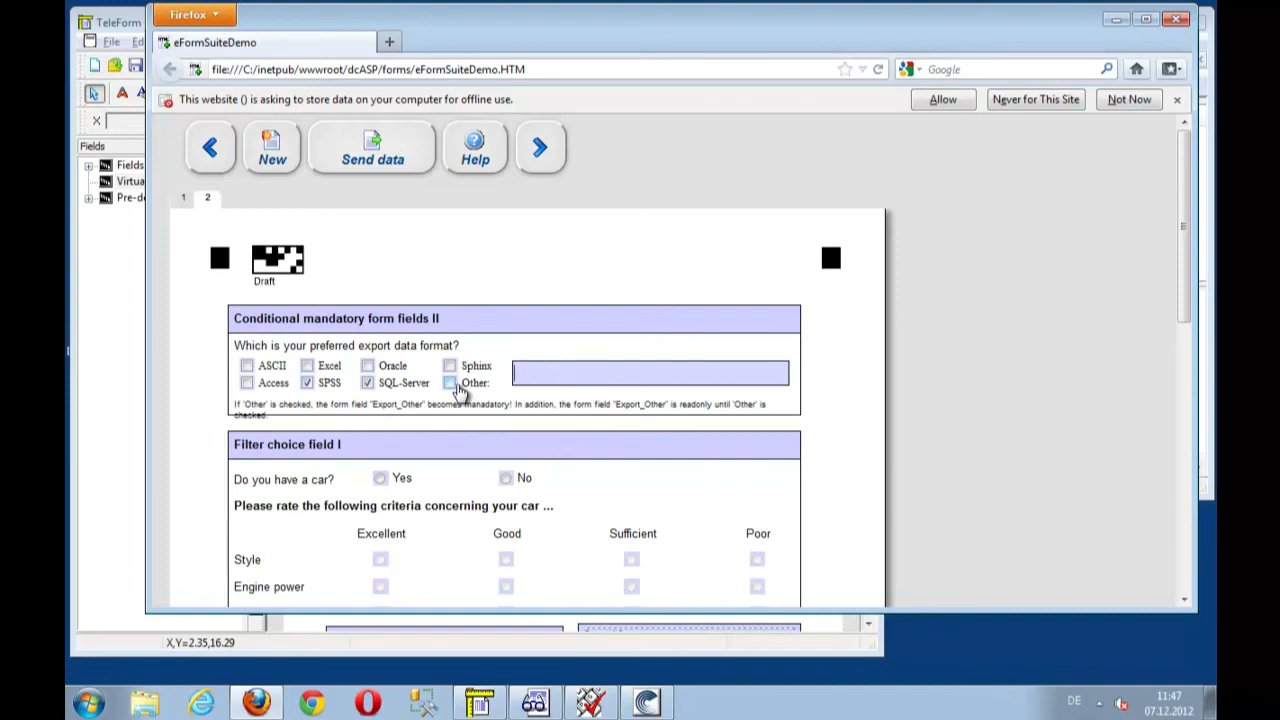 TeleForm
Firefox
eFormSuiteDemo
File
file:///C:/inetpub/wwwroot/dcASP/forms/eFormSuiteDemo.HTM
Google
This website () is asking to store data on your computer for offline use.
Allow
Never for This Site
Not Now
X
Fields
New
Send data
Help
Fields
1 2
Draft
Conditional mandatory form fields II
Which is your preferred export data format?
ASCII Excel Oracle Sphinx
Access SPSS SQL-Server Other:
If 'Other' is checked, the form field "Export_Other" becomes manadatory! In addition, the form field "Export_Other" is readonly until 'Other' is
checked.
Filter choice field I
Do you have a car? Yes No
Please rate the following criteria concerning your car ...
Excellent Good Sufficient Poor
Style
Engine power
X,Y=2.35,16.29
DE
11:47
07.12.2012